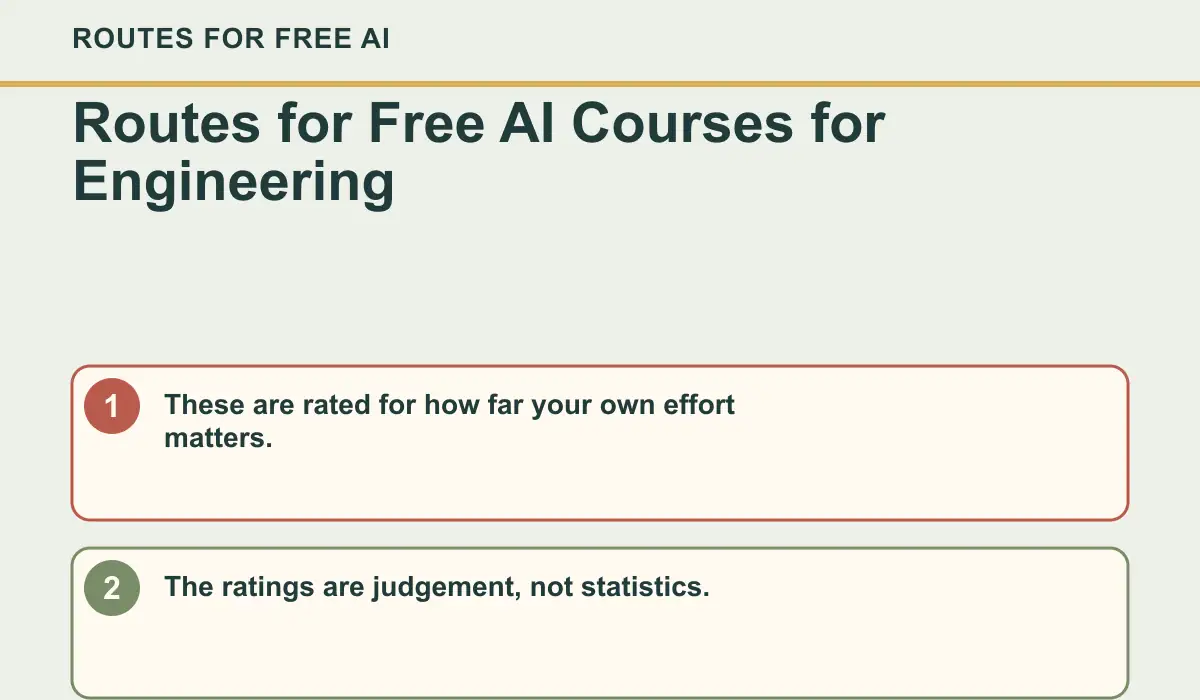 ROUTES FOR FREE AI
Routes for Free AI Courses for
Engineering
1
These are rated for how far your own effort
matters.
2
The ratings are judgement, not statistics.